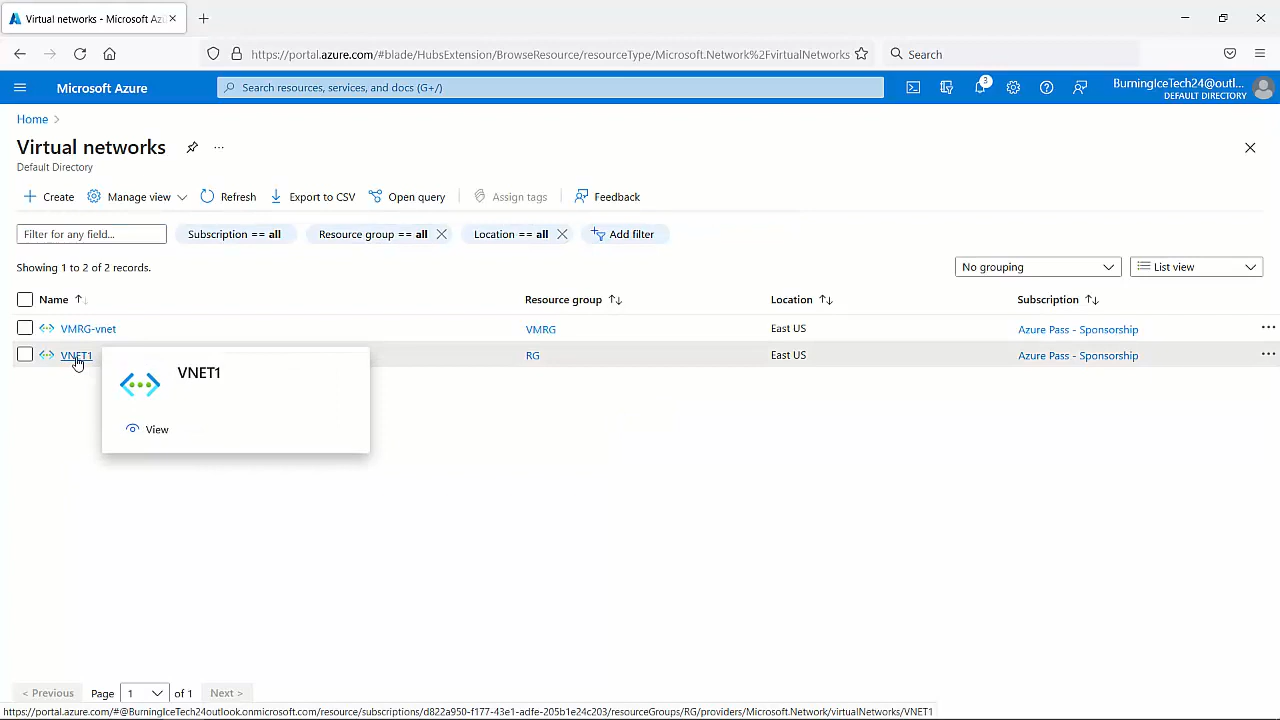 Virtual networks - Microsoft Az
https://portal.azure.com/#blade/HubsExtension/BrowseResource/resourceType/Microsoft.Network%2FvirtualNetworks
Search
Microsoft Azure
Search resources, services, and docs (G+/)
3
BurningIceTech24@outl...
DEFAULT DIRECTORY
Home
Virtual networks
...
Default Directory
Create
Manage view
Refresh
Export to CSV
Open query
Assign tags
Feedback
Filter for any field...
Subscription == all
Resource group == all
Location == all
Add filter
Showing 1 to 2 of 2 records.
No grouping
List view
Name
Resource group
Location
Subscription
VMRG-vnet
VMRG
East US
Azure Pass - Sponsorship
...
VNET1
RG
East US
Azure Pass - Sponsorship
...
VNET1
View
< Previous
Page
1
of 1
Next >
https://portal.azure.com/#@BurningIceTech24outlook.onmicrosoft.com/resource/subscriptions/d822a950-f177-43e1-adfe-205b1e24c203/resourceGroups/RG/providers/Microsoft.Network/virtualNetworks/VNET1